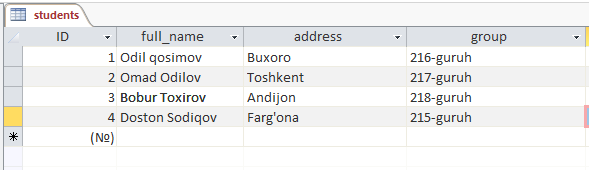 students
ID full_name address group
1 Odil qosimov Buxoro 216-guruh
2 Omad Odilov Toshkent 217-guruh
3 Bobur Toxirov Andijon 218-guruh
4 Doston Sodiqov Farg'ona 215-guruh
(№)